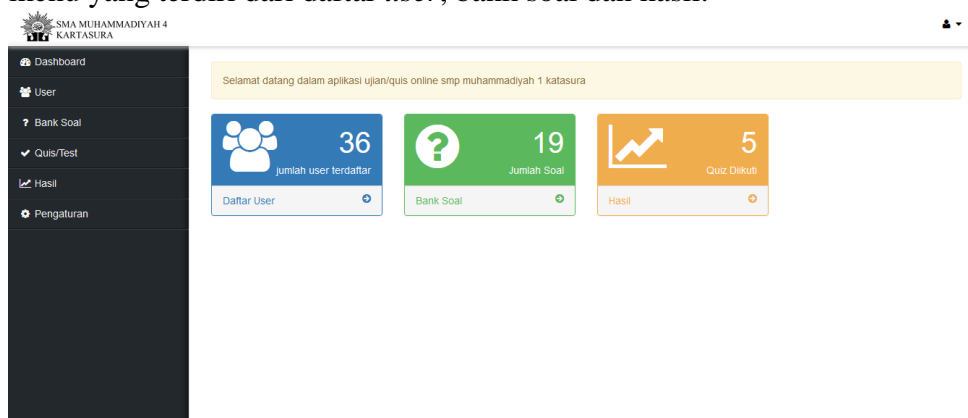 menu yang terdiri dari daftar user, bank soal dan hasil.
SMA MUHAMMADIYAH 4
KARTASURA
Dashboard
User
Bank Soal
Quis/Test
Hasil
Pengaturan
Selamat datang dalam aplikasi ujian/quis online smp muhammadiyah 1 katasura
36
jumlah user terdaftar
Daftar User
19
Jumlah Soal
Bank Soal
5
Quiz Diikuti
Hasil